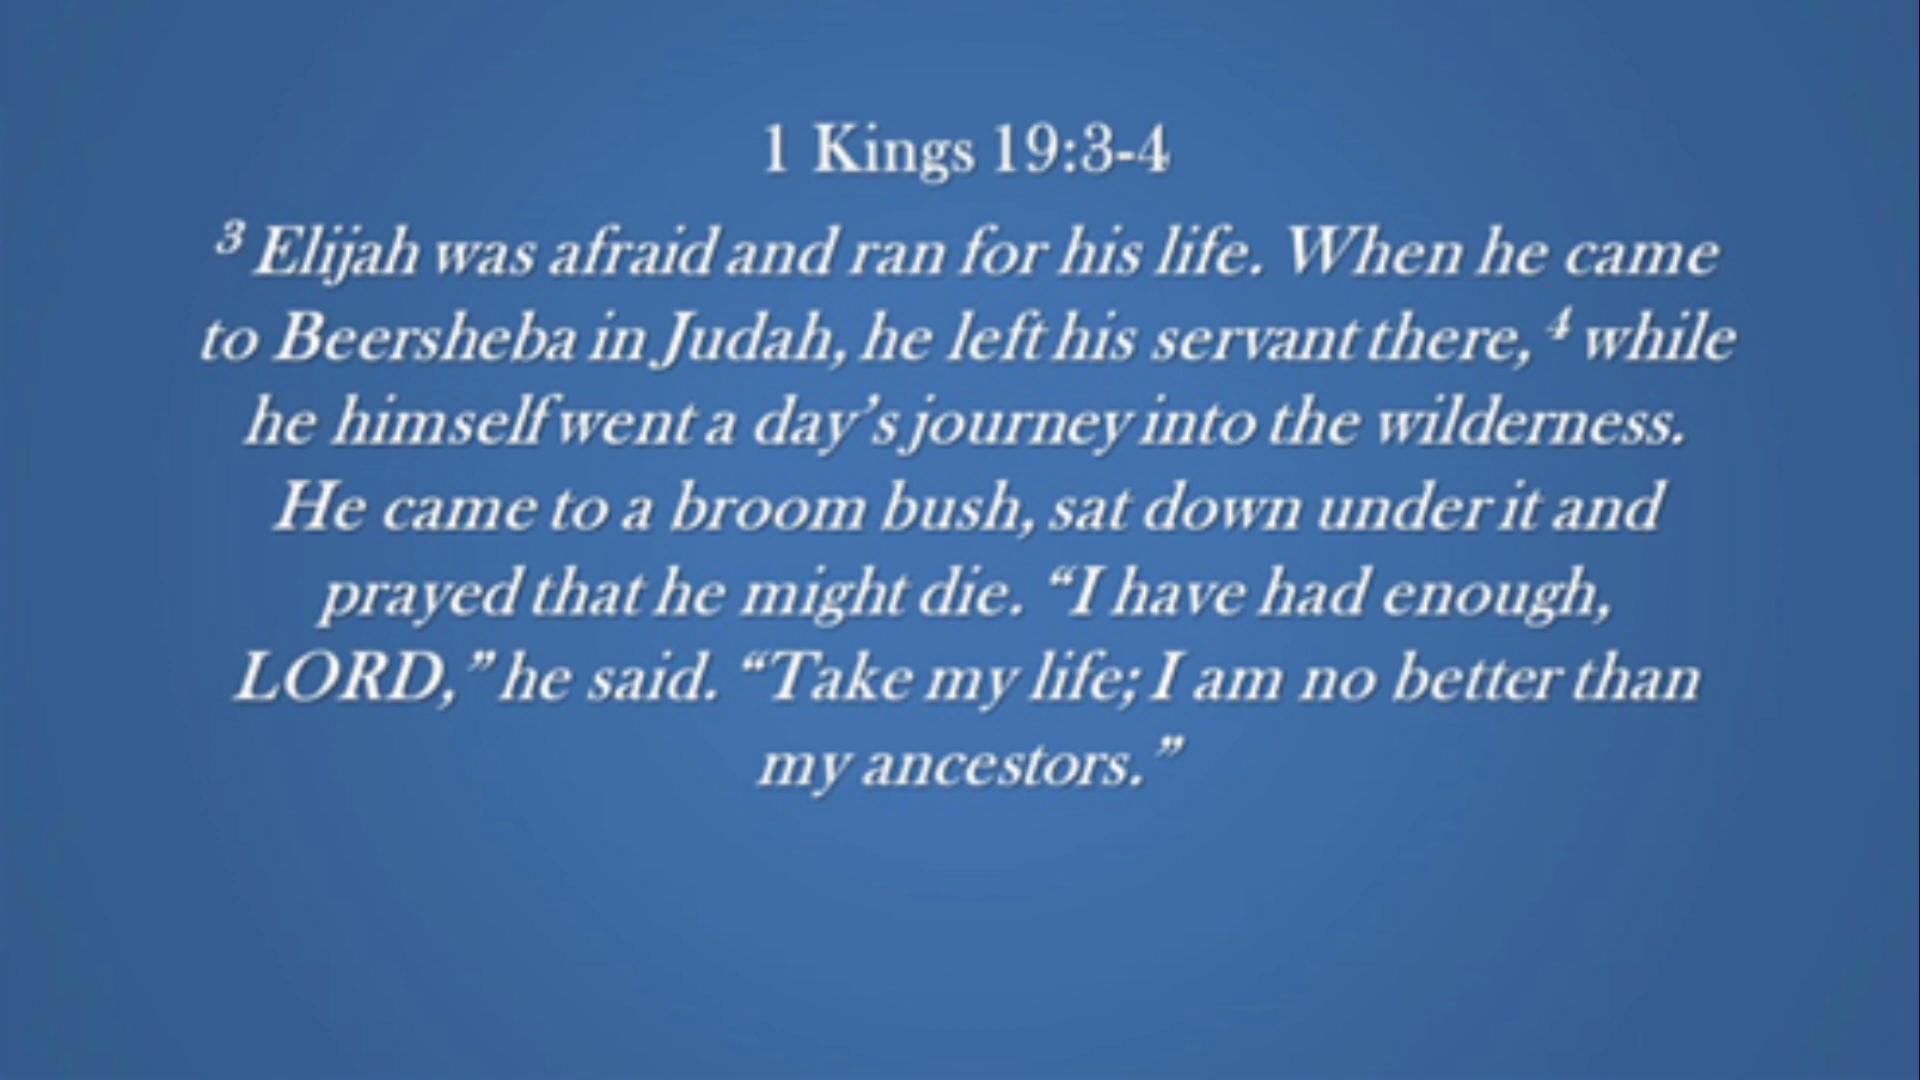 1 Kings 19:3-4
³ Elijah was afraid and ran for his life. When he came
to Beersheba in Judah, he left his servant there, ⁴ while
he himself went a day’s journey into the wilderness.
He came to a broom bush, sat down under it and
prayed that he might die. “I have had enough,
LORD,” he said. “Take my life; I am no better than
my ancestors.”